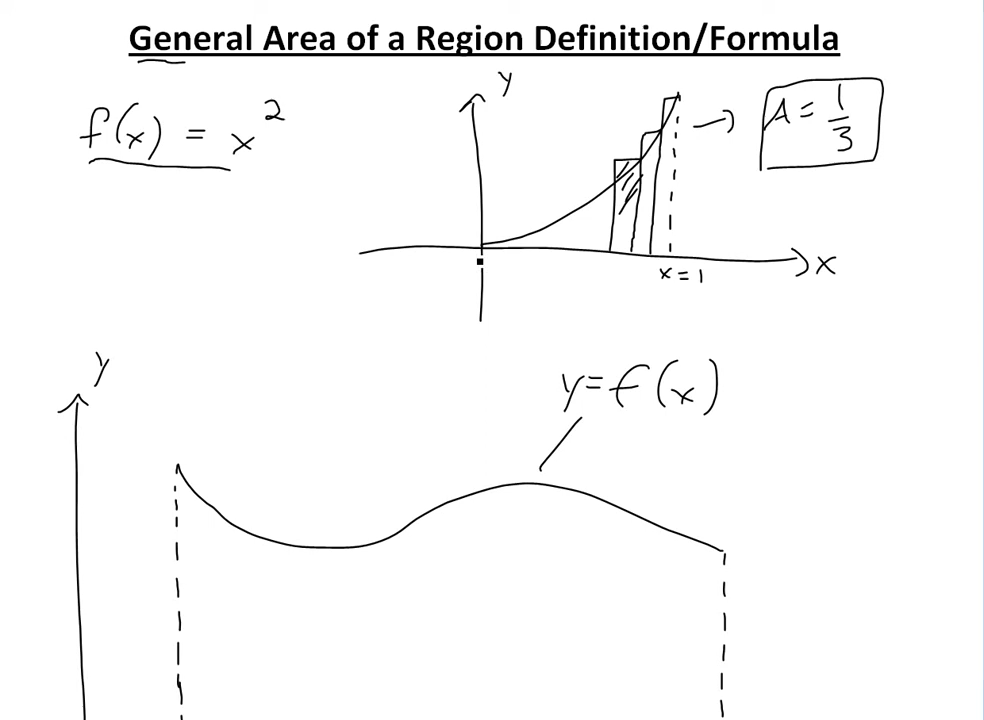 General Area of a Region Definition/Formula
f(x) = x²
y
A = 1/3
x
x = 1
y
y = f(x)